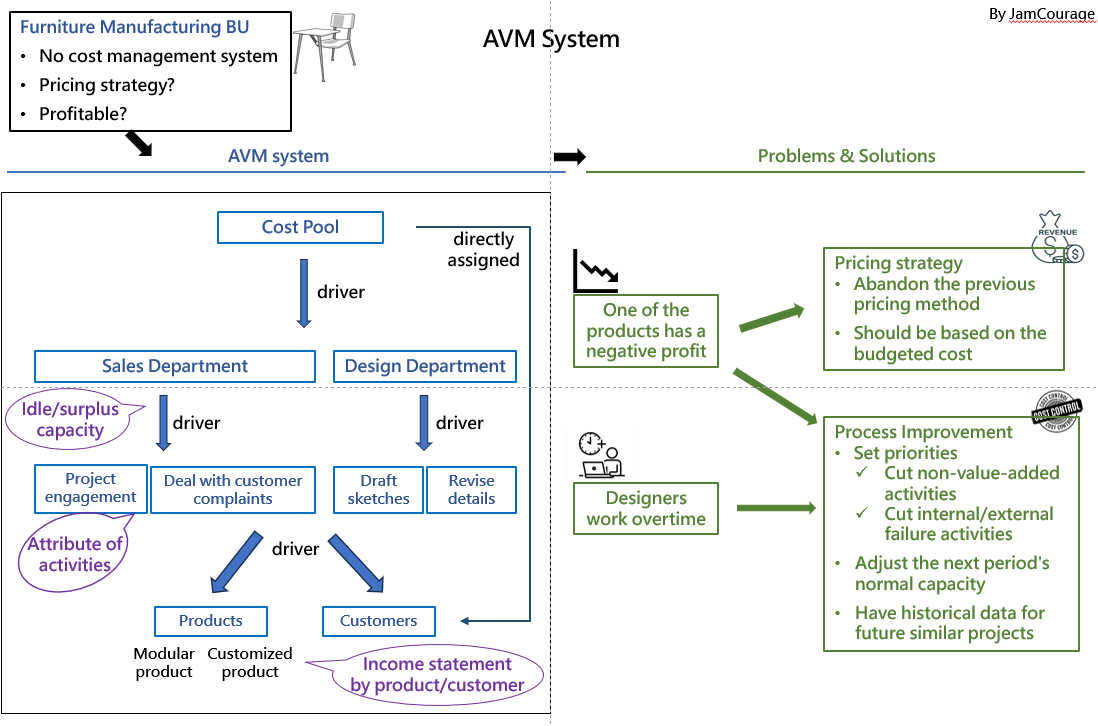 Furniture Manufacturing BU
• No cost management system
• Pricing strategy?
• Profitable?
AVM System
By JamCourage
AVM system
Problems & Solutions
Cost Pool
directly
assigned
driver
Sales Department
Design Department
Idle/surplus
capacity
driver
driver
Project
engagement
Deal with customer
complaints
Draft
sketches
Revise
details
Attribute of
activities
driver
Products
Customers
Modular
product
Customized
product
Income statement
by product/customer
One of the
products has a
negative profit
REVENUE
Pricing strategy
• Abandon the previous
pricing method
• Should be based on the
budgeted cost
Designers
work overtime
COST CONTROL
COST CONTROL
COST CONTROL
Process Improvement
• Set priorities
✓ Cut non-value-added
activities
✓ Cut internal/external
failure activities
• Adjust the next period's
normal capacity
• Have historical data for
future similar projects